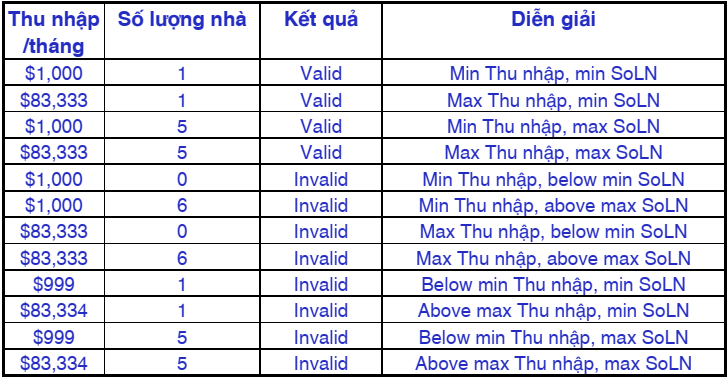 Thu nhập /tháng Số lượng nhà Kết quả Diễn giải
$1,000 1 Valid Min Thu nhập, min SoLN
$83,333 1 Valid Max Thu nhập, min SoLN
$1,000 5 Valid Min Thu nhập, max SoLN
$83,333 5 Valid Max Thu nhập, max SoLN
$1,000 0 Invalid Min Thu nhập, below min SoLN
$1,000 6 Invalid Min Thu nhập, above max SoLN
$83,333 0 Invalid Max Thu nhập, below min SoLN
$83,333 6 Invalid Max Thu nhập, above max SoLN
$999 1 Invalid Below min Thu nhập, min SoLN
$83,334 1 Invalid Above max Thu nhập, min SoLN
$999 5 Invalid Below min Thu nhập, max SoLN
$83,334 5 Invalid Above max Thu nhập, max SoLN